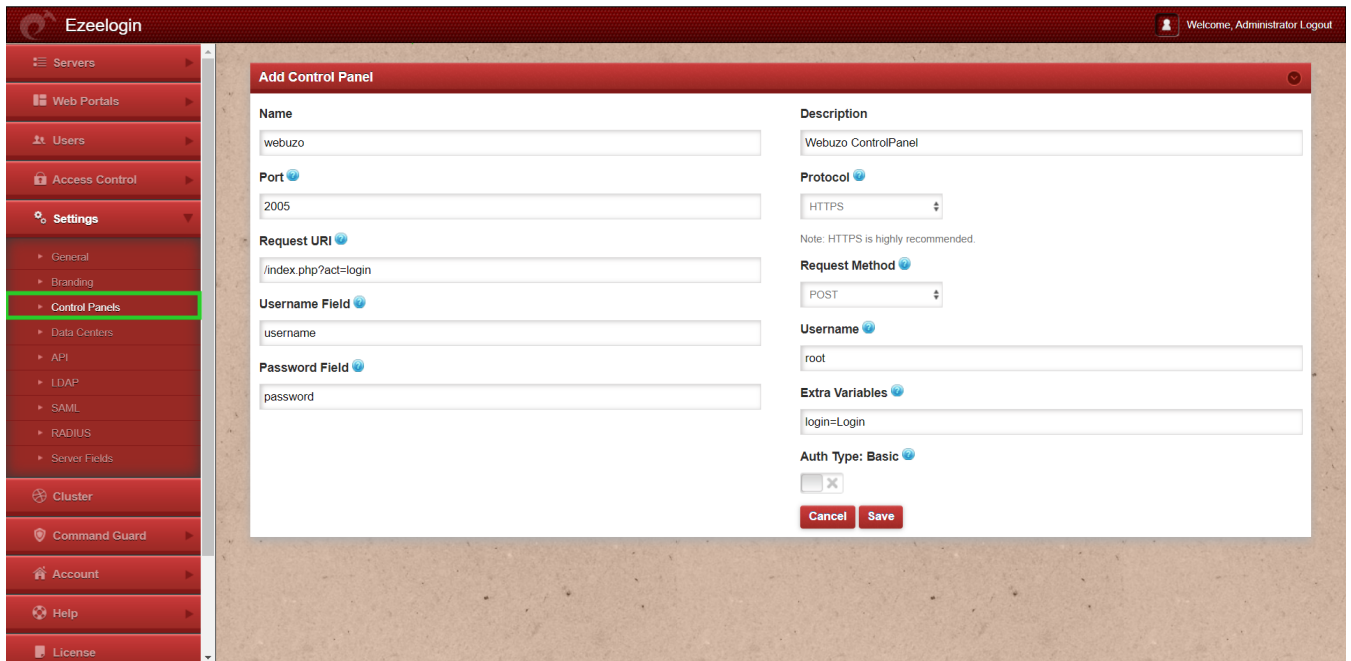 Ezeelogin
Welcome, Administrator Logout
Servers
Web Portals
Users
Access Control
Settings
General
Branding
Control Panels
Data Centers
API
LDAP
SAML
RADIUS
Server Fields
Cluster
Command Guard
Account
Help
License
Add Control Panel
Name
webuzo
Description
Webuzo ControlPanel
Port
2005
Protocol
HTTPS
Note: HTTPS is highly recommended.
Request URI
/index.php?act=login
Request Method
POST
Username Field
username
Username
root
Password Field
password
Extra Variables
login=Login
Auth Type: Basic
Cancel Save